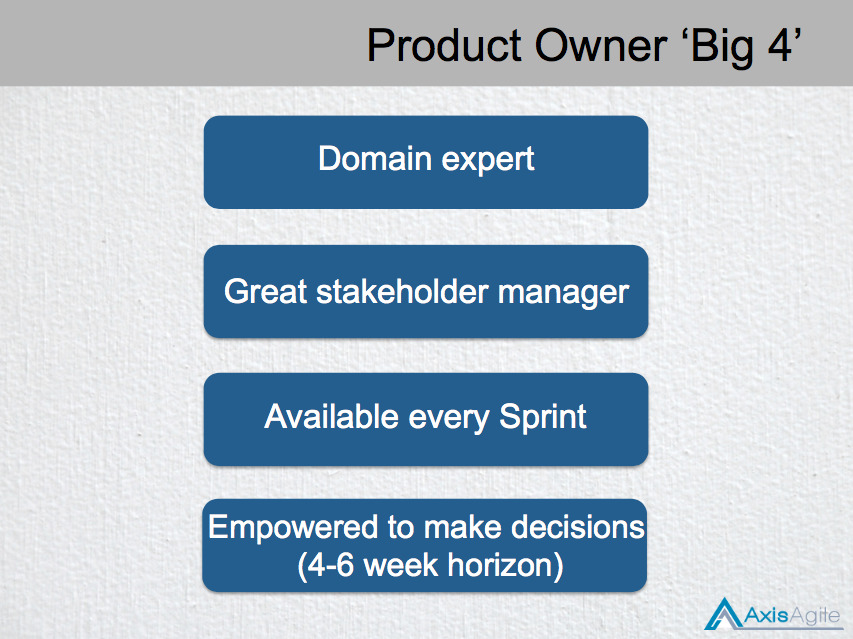 Product Owner ‘Big 4’
Domain expert
Great stakeholder manager
Available every Sprint
Empowered to make decisions
(4-6 week horizon)
AxisAgile